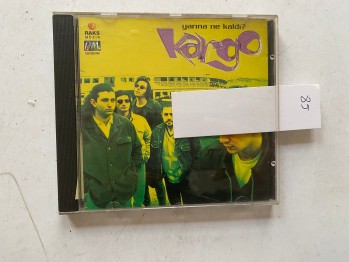 RAKS
MÜZİK
yarına ne kaldı?
Kargo
85